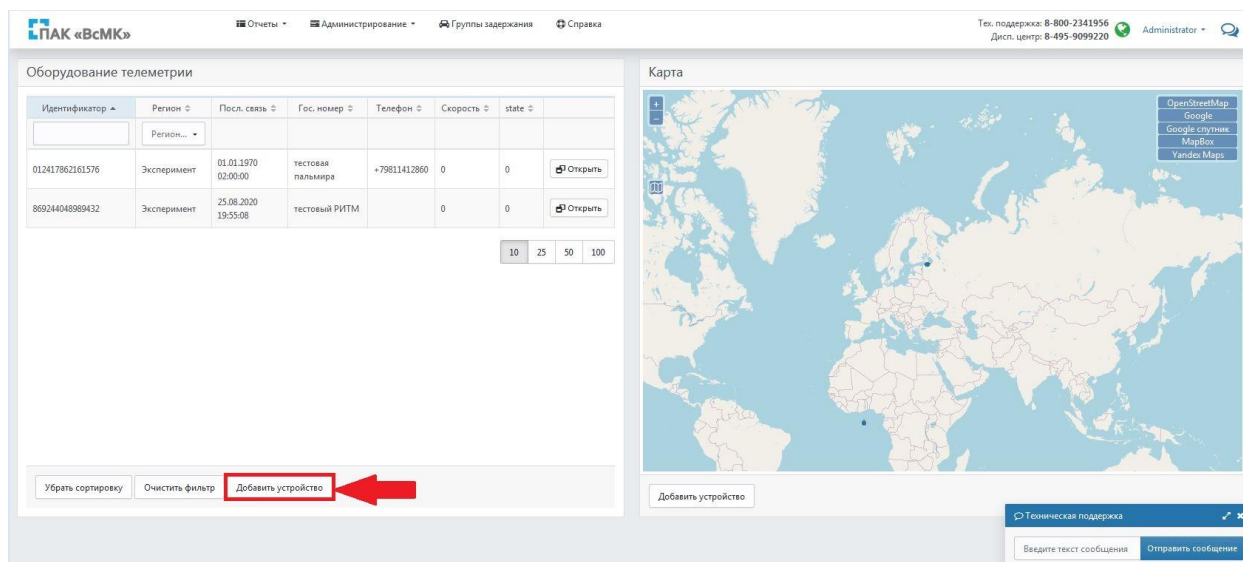 ПАК «ВсМК»
Отчеты
Администрирование
Группы задержания
Справка
Тех. поддержка: 8-800-2341956
Дисп. центр: 8-495-9099220
Administrator
Оборудование телеметрии
Идентификатор Регион Посл. связь Гос. номер Телефон Скорость state
Регион...
012417862161576 Эксперимент 01.01.1970 02:00:00 тестовая пальмира +79811412860 0 0 Открыть
869244048989432 Эксперимент 25.08.2020 19:55:08 тестовый РИТМ 0 0 Открыть
10 25 50 100
Убрать сортировку Очистить фильтр Добавить устройство
Карта
+
−
OpenStreetMap
Google
Google спутник
MapBox
Yandex Maps
Добавить устройство
Техническая поддержка
Введите текст сообщения Отправить сообщение